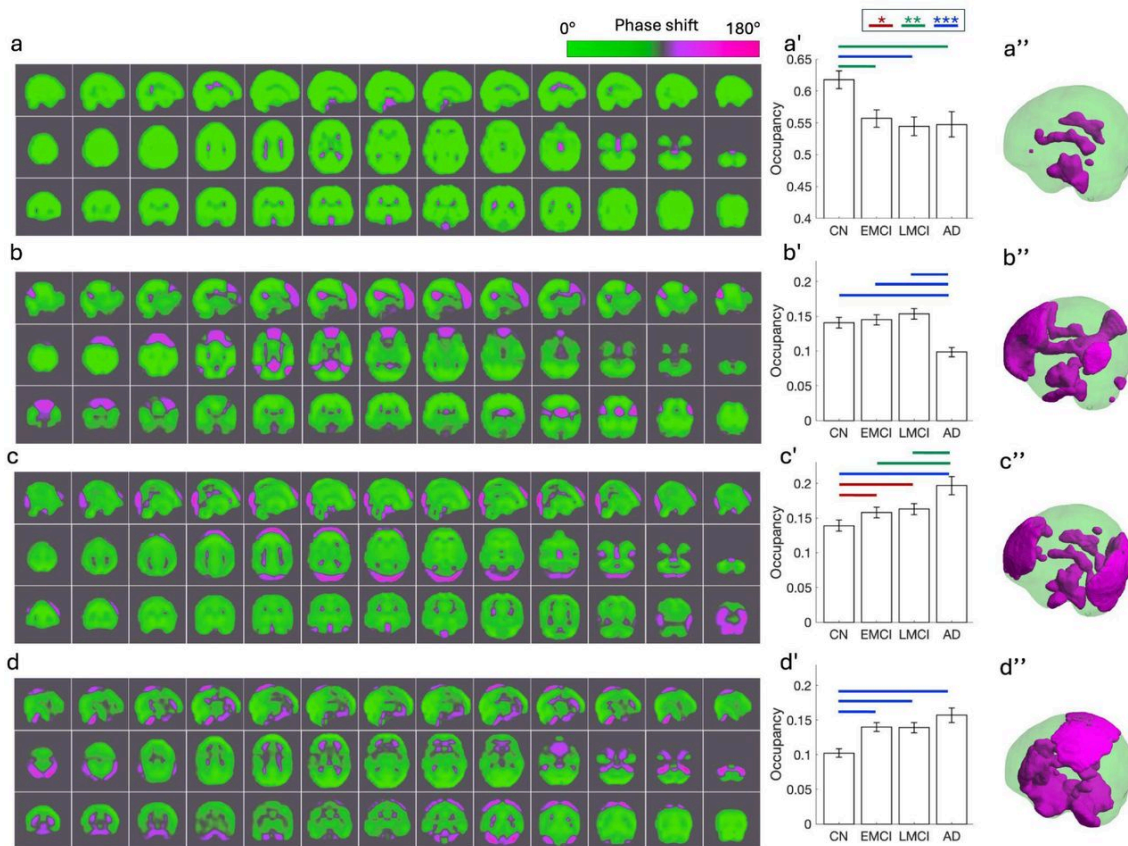 * ** ***
0° Phase shift 180°
a
a'
a''
0.65
0.6
0.55
0.5
0.45
0.4
Occupancy
CN EMCI LMCI AD
b
b'
b''
0.2
0.15
0.1
0.05
0
Occupancy
CN EMCI LMCI AD
c
c'
c''
0.2
0.15
0.1
0.05
0
Occupancy
CN EMCI LMCI AD
d
d'
d''
0.2
0.15
0.1
0.05
0
Occupancy
CN EMCI LMCI AD